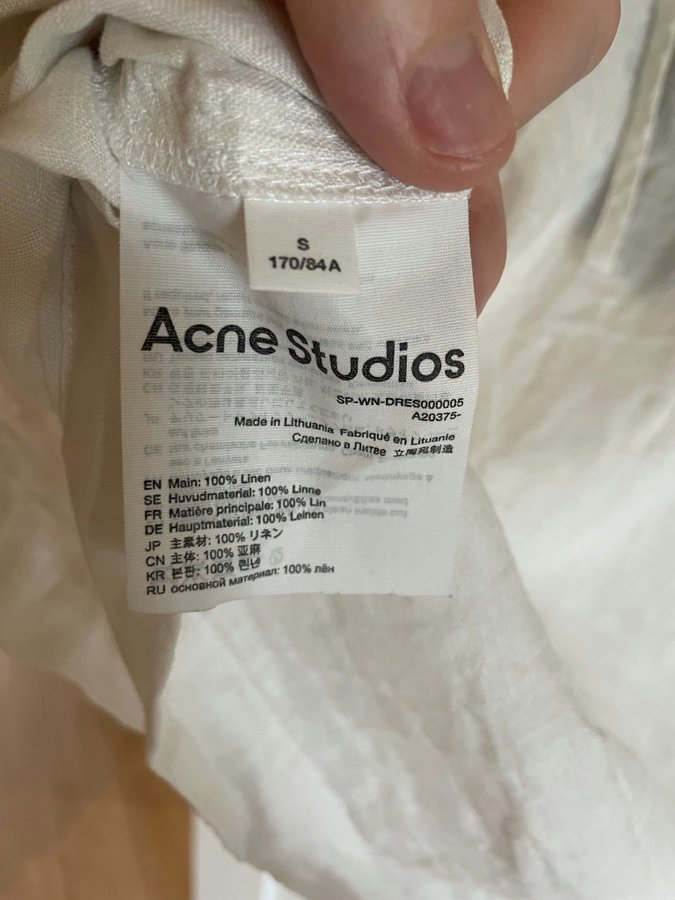 S
170/84A
Acne Studios
SP-WN-DRES000005
A20375-
Made in Lithuania Fabriqué en Lituanie
Сделано в Литве 立陶宛制造
EN Main: 100% Linen
SE Huvudmaterial: 100% Linne
FR Matière principale: 100% Lin
DE Hauptmaterial: 100% Leinen
JP 主素材: 100% リネン
CN 主体: 100% 亚麻
KR 본판: 100% 린넨
RU основной материал: 100% лён